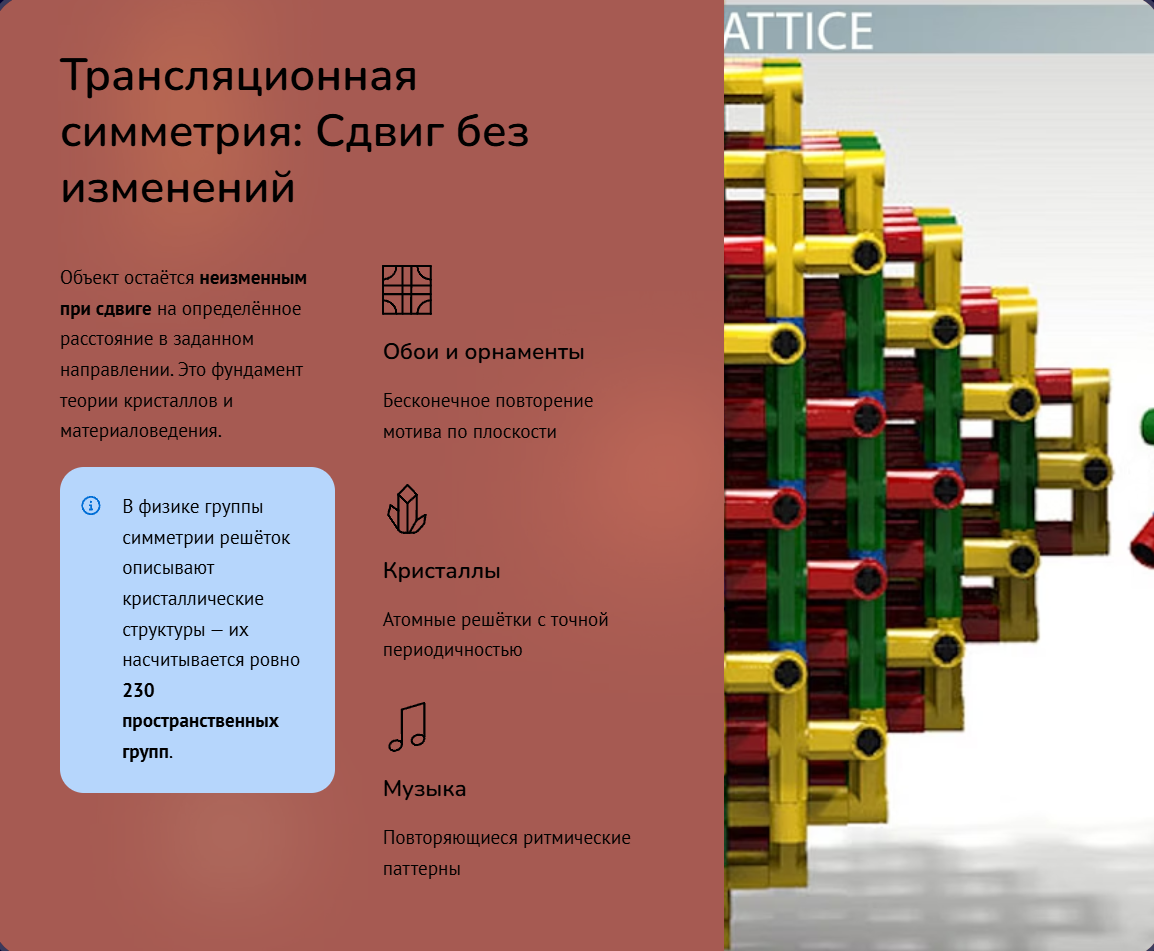 Трансляционная
симметрия: Сдвиг без
изменений
Объект остаётся неизменным
при сдвиге на определённое
расстояние в заданном
направлении. Это фундамент
теории кристаллов и
материаловедения.
В физике группы
симметрии решёток
описывают
кристаллические
структуры — их
насчитывается ровно
230
пространственных
групп.
Обои и орнаменты
Бесконечное повторение
мотива по плоскости
Кристаллы
Атомные решётки с точной
периодичностью
Музыка
Повторяющиеся ритмические
паттерны
ATTICE